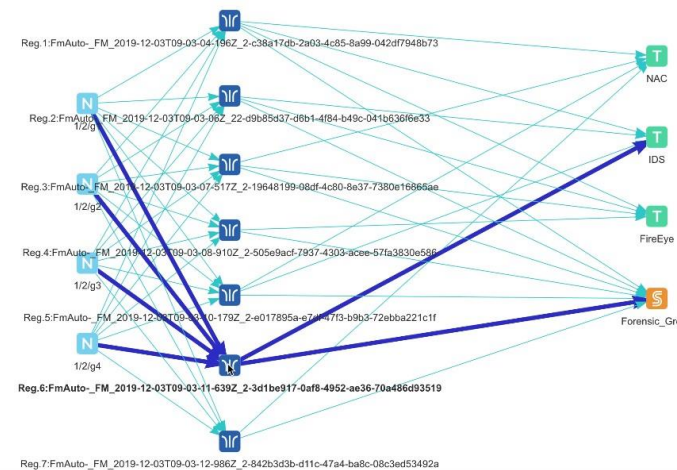 Reg.1:FmAuto-_FM_2019-12-03T09-03-04-196Z_2-c38a17db-2a03-4c85-8a99-042df7948b73
NAC
N
Reg.2:FmAuto-_FM_2019-12-03T09-03-06Z_22-d9b85d37-d6b1-4f84-b49c-041b636f6e33
1/2/g1
IDS
N
Reg.3:FmAuto-_FM_2019-12-03T09-03-07-517Z_2-19648199-08df-4c80-8e37-7380e16865ae
1/2/g2
FireEye
N
Reg.4:FmAuto-_FM_2019-12-03T09-03-08-910Z_2-505e9acf-7937-4303-acee-57fa3830e586
1/2/g3
Forensic_Gro
Reg.5:FmAuto-_FM_2019-12-03T09-03-10-179Z_2-e017895a-e7df-47f3-b9b3-72ebba221c1f
N
1/2/g4
Reg.6:FmAuto-_FM_2019-12-03T09-03-11-639Z_2-3d1be917-0af8-4952-ae36-70a486d93519
Reg.7:FmAuto-_FM_2019-12-03T09-03-12-986Z_2-842b3d3b-d11c-47a4-ba8c-08c3ed53492a